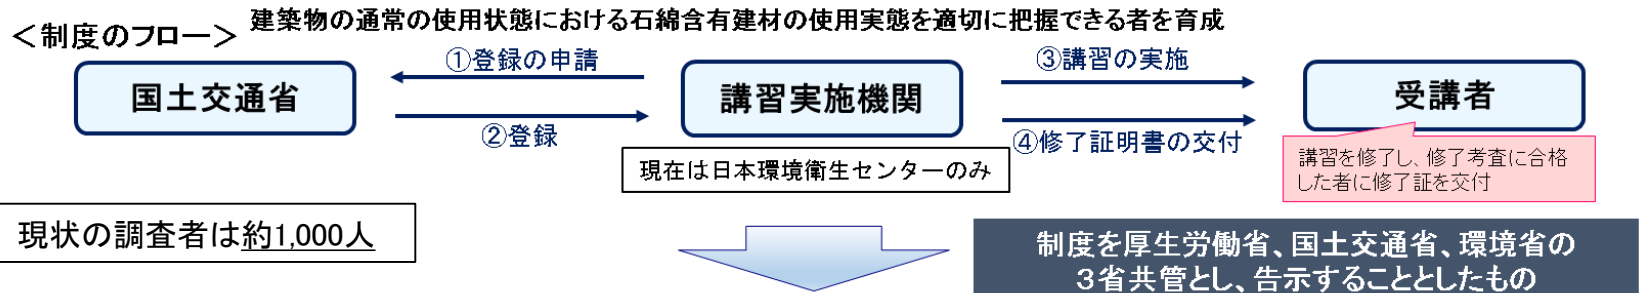 建築物の通常の使用状態における石綿含有建材の使用実態を適切に把握できる者を育成
＜制度のフロー＞
①登録の申請
③講習の実施
国土交通省
講習実施機関
受講者
②登録
④修了証明書の交付
現在は日本環境衛生センターのみ
講習を修了し、修了考査に合格
した者に修了証を交付
現状の調査者は約1,000人
制度を厚生労働省、国土交通省、環境省の
３省共管とし、告示することとしたもの